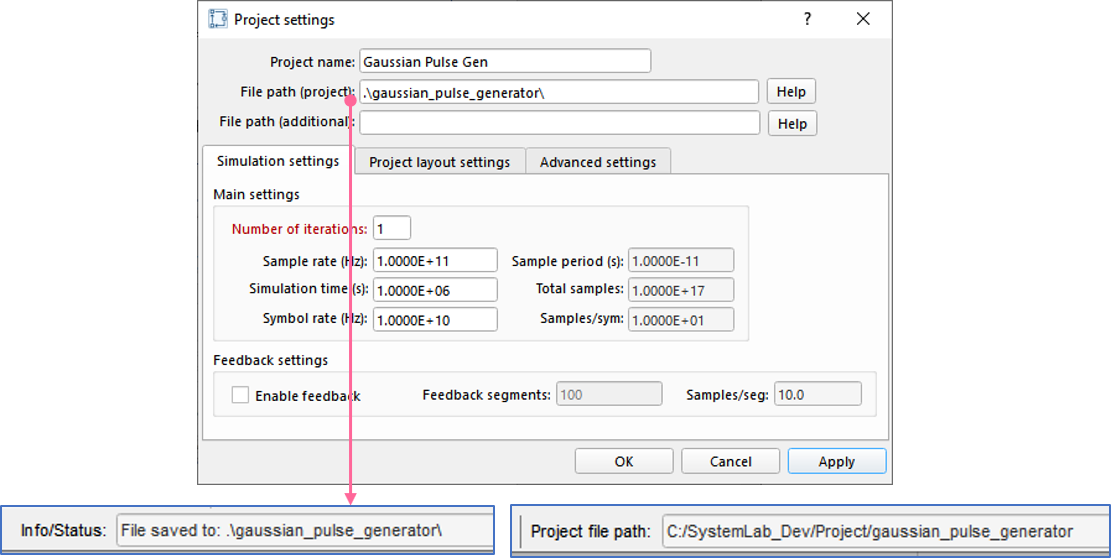 Project settings
?
Project name: Gaussian Pulse Gen
File path (project): .\gaussian_pulse_generator\ Help
File path (additional): Help
Simulation settings Project layout settings Advanced settings
Main settings
Number of iterations: 1
Sample rate (Hz): 1.0000E+11 Sample period (s): 1.0000E-11
Simulation time (s): 1.0000E+06 Total samples: 1.0000E+17
Symbol rate (Hz): 1.0000E+10 Samples/sym: 1.0000E+01
Feedback settings
Enable feedback Feedback segments: 100 Samples/seg: 10.0
OK Cancel Apply
Info/Status: File saved to: .\gaussian_pulse_generator\
Project file path: C:/SystemLab_Dev/Project/gaussian_pulse_generator